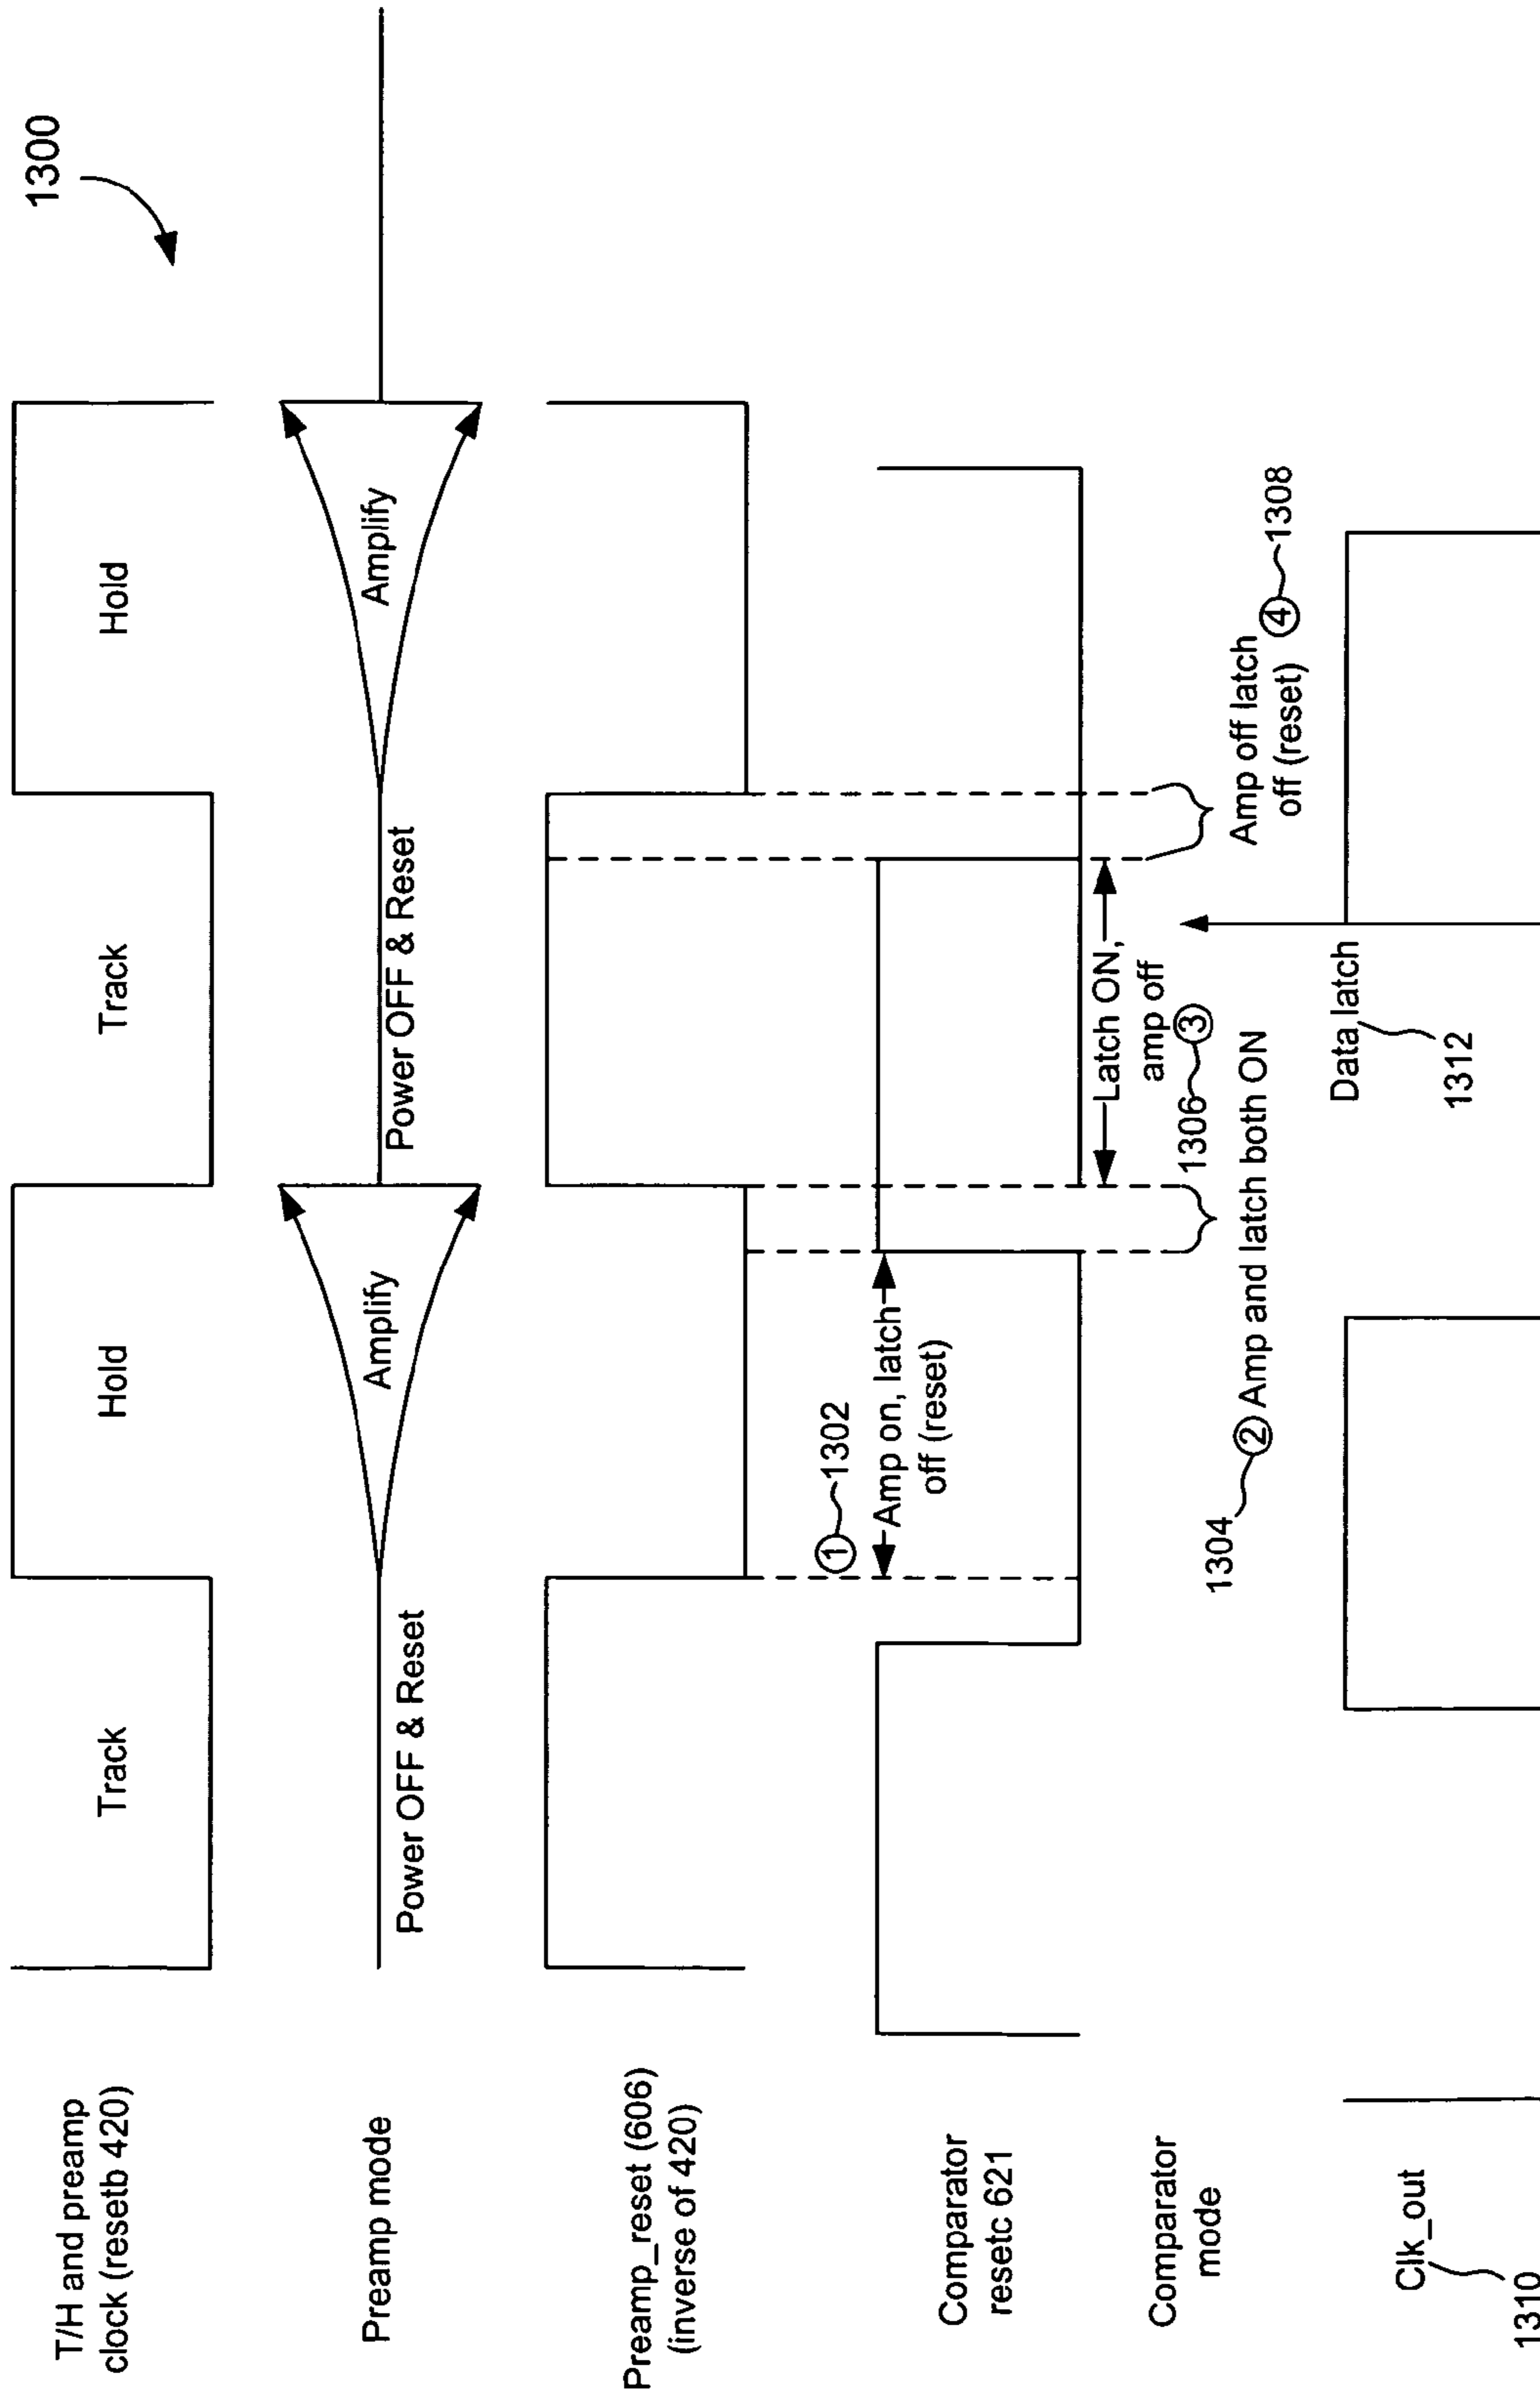 1300
T/H and preamp
clock (resetb 420)
Track
Hold
Track
Hold
Preamp mode
Power OFF & Reset
Amplify
Power OFF & Reset
Amplify
Preamp_reset (606)
(inverse of 420)
Comparator
resetc 621
① 1302
Amp on, latch
off (reset)
Comparator
mode
1304 ② Amp and latch both ON
Latch ON,
amp off
1306 ③
Amp off latch
off (reset) ④ 1308
Clk_out
1310
Data latch
1312